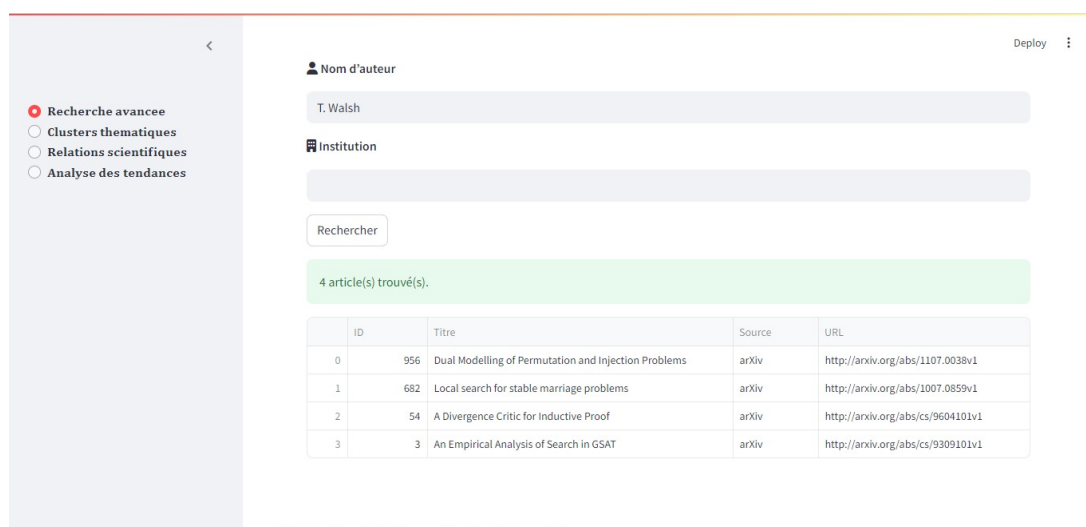 Deploy
Recherche avancee
Clusters thematiques
Relations scientifiques
Analyse des tendances
Nom d'auteur
T. Walsh
Institution
Rechercher
4 article(s) trouvé(s).
ID Titre Source URL
0 956 Dual Modelling of Permutation and Injection Problems arXiv http://arxiv.org/abs/1107.0038v1
1 682 Local search for stable marriage problems arXiv http://arxiv.org/abs/1007.0859v1
2 54 A Divergence Critic for Inductive Proof arXiv http://arxiv.org/abs/cs/9604101v1
3 3 An Empirical Analysis of Search in GSAT arXiv http://arxiv.org/abs/cs/9309101v1